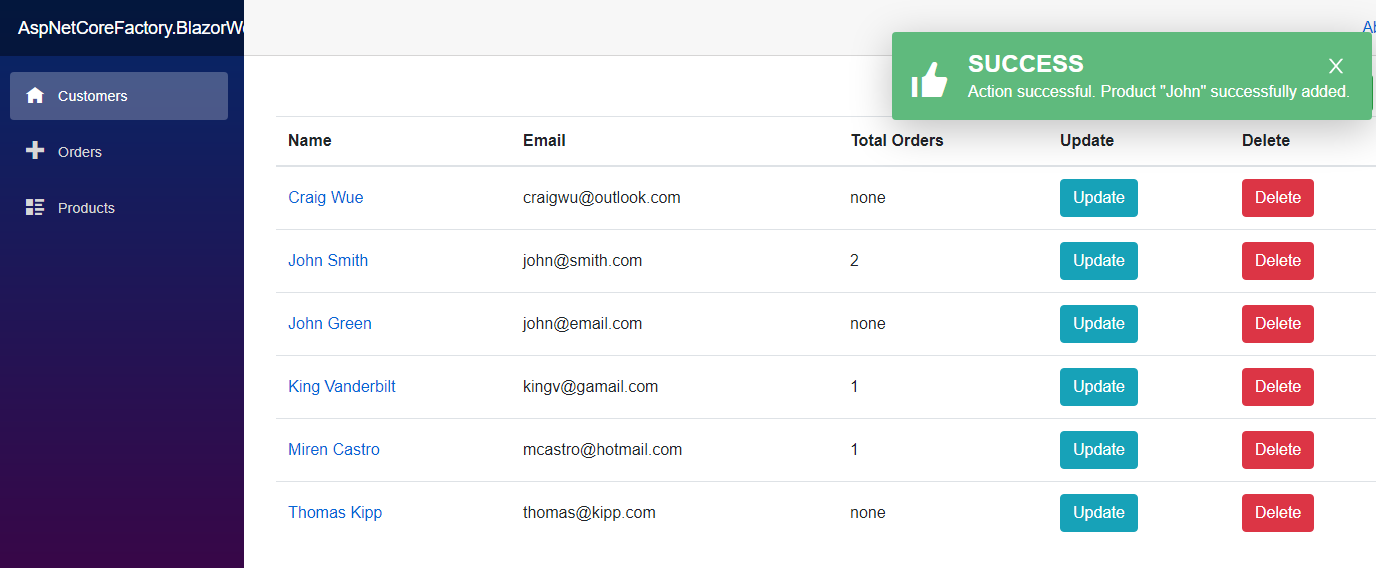 AspNetCoreFactory.BlazorW
Customers
Orders
Products
SUCCESS
Action successful. Product "John" successfully added.
Name Email Total Orders Update Delete
Craig Wue craigwu@outlook.com none Update Delete
John Smith john@smith.com 2 Update Delete
John Green john@email.com none Update Delete
King Vanderbilt kingv@gamail.com 1 Update Delete
Miren Castro mcastro@hotmail.com 1 Update Delete
Thomas Kipp thomas@kipp.com none Update Delete